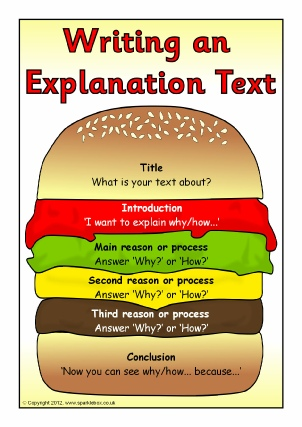 Writing an
Explanation Text
Title
What is your text about?
Introduction
'I want to explain why/how...'
Main reason or process
Answer 'Why?' or 'How?'
Second reason or process
Answer 'Why?' or 'How?'
Third reason or process
Answer 'Why?' or 'How?'
Conclusion
'Now you can see why/how... because...'
© Copyright 2012, www.sparklebox.co.uk